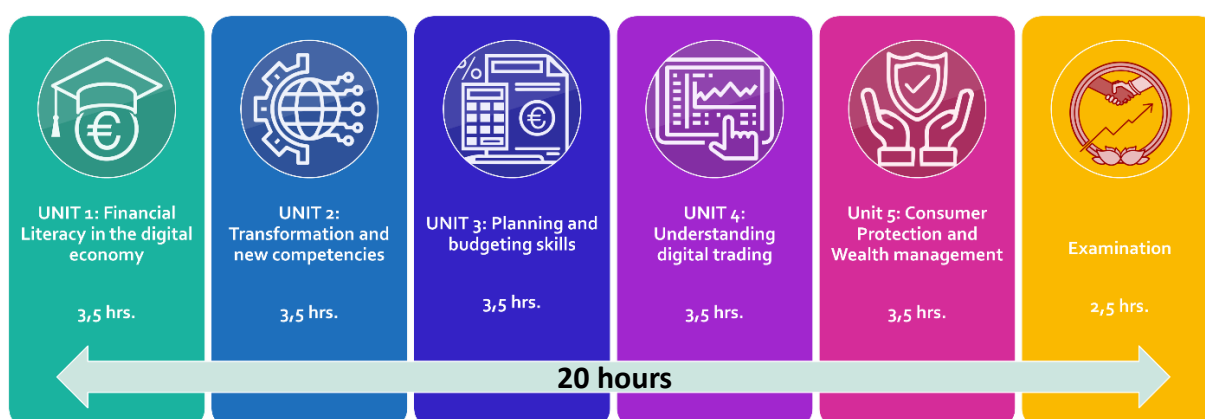 UNIT 1: Financial
Literacy in the digital
economy
3,5 hrs.
UNIT 2:
Transformation and
new competencies
3,5 hrs.
%
€
UNIT 3: Planning and
budgeting skills
3,5 hrs.
UNIT 4:
Understanding
digital trading
3,5 hrs.
Unit 5: Consumer
Protection and
Wealth management
3,5 hrs.
Examination
2,5 hrs.
20 hours